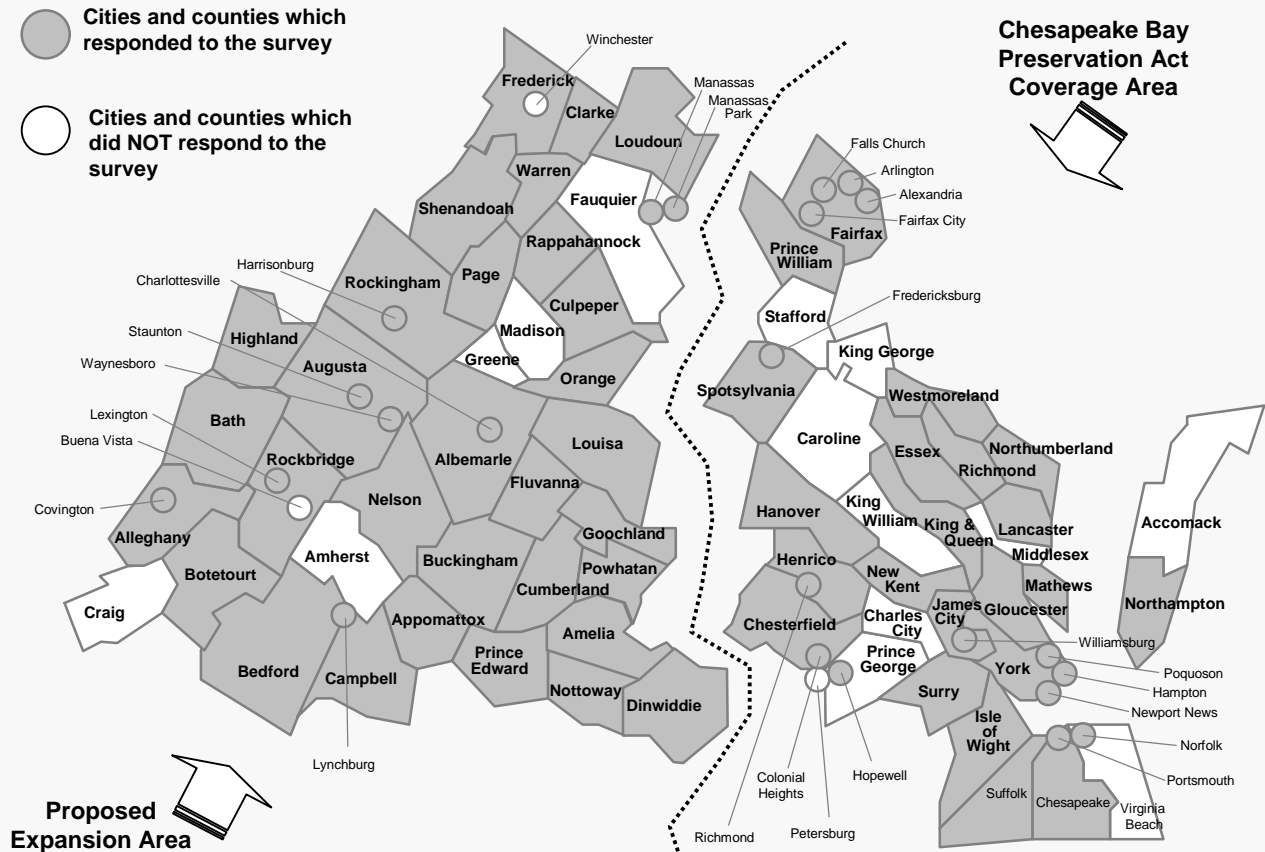 Cities and counties which
responded to the survey
Cities and counties which
did NOT respond to the
survey
Chesapeake Bay
Preservation Act
Coverage Area
Winchester
Frederick
Clarke
Loudoun
Manassas
Manassas
Park
Warren
Fauquier
Shenandoah
Rappahannock
Harrisonburg
Charlottesville
Rockingham
Page
Culpeper
Madison
Staunton
Highland
Greene
Waynesboro
Augusta
Orange
Lexington
Bath
Buena Vista
Rockbridge
Albemarle
Louisa
Covington
Nelson
Fluvanna
Alleghany
Goochland
Amherst
Buckingham
Powhatan
Botetourt
Cumberland
Craig
Appomattox
Amelia
Prince
Edward
Bedford
Campbell
Nottoway
Dinwiddie
Lynchburg
Proposed
Expansion Area
Falls Church
Arlington
Alexandria
Fairfax City
Fairfax
Prince
William
Fredericksburg
Stafford
King George
Spotsylvania
Westmoreland
Caroline
Essex
Northumberland
Richmond
King
William
Hanover
King &
Queen
Lancaster
Accomack
Henrico
Middlesex
New
Kent
Mathews
Northampton
Charles
City
James
City
Gloucester
Chesterfield
Williamsburg
Prince
George
York
Poquoson
Surry
Hampton
Newport News
Isle
of
Wight
Norfolk
Portsmouth
Colonial
Heights
Hopewell
Suffolk
Chesapeake
Virginia
Beach
Richmond
Petersburg